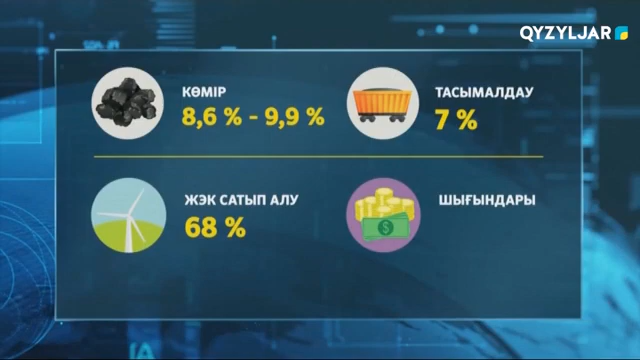 QYZYLJAR
КӨМІР
8,6 % - 9,9 %
ТАСЫМАЛДАУ
7 %
ЖЭК САТЫП АЛУ
68 %
ШЫҒЫНДАРЫ